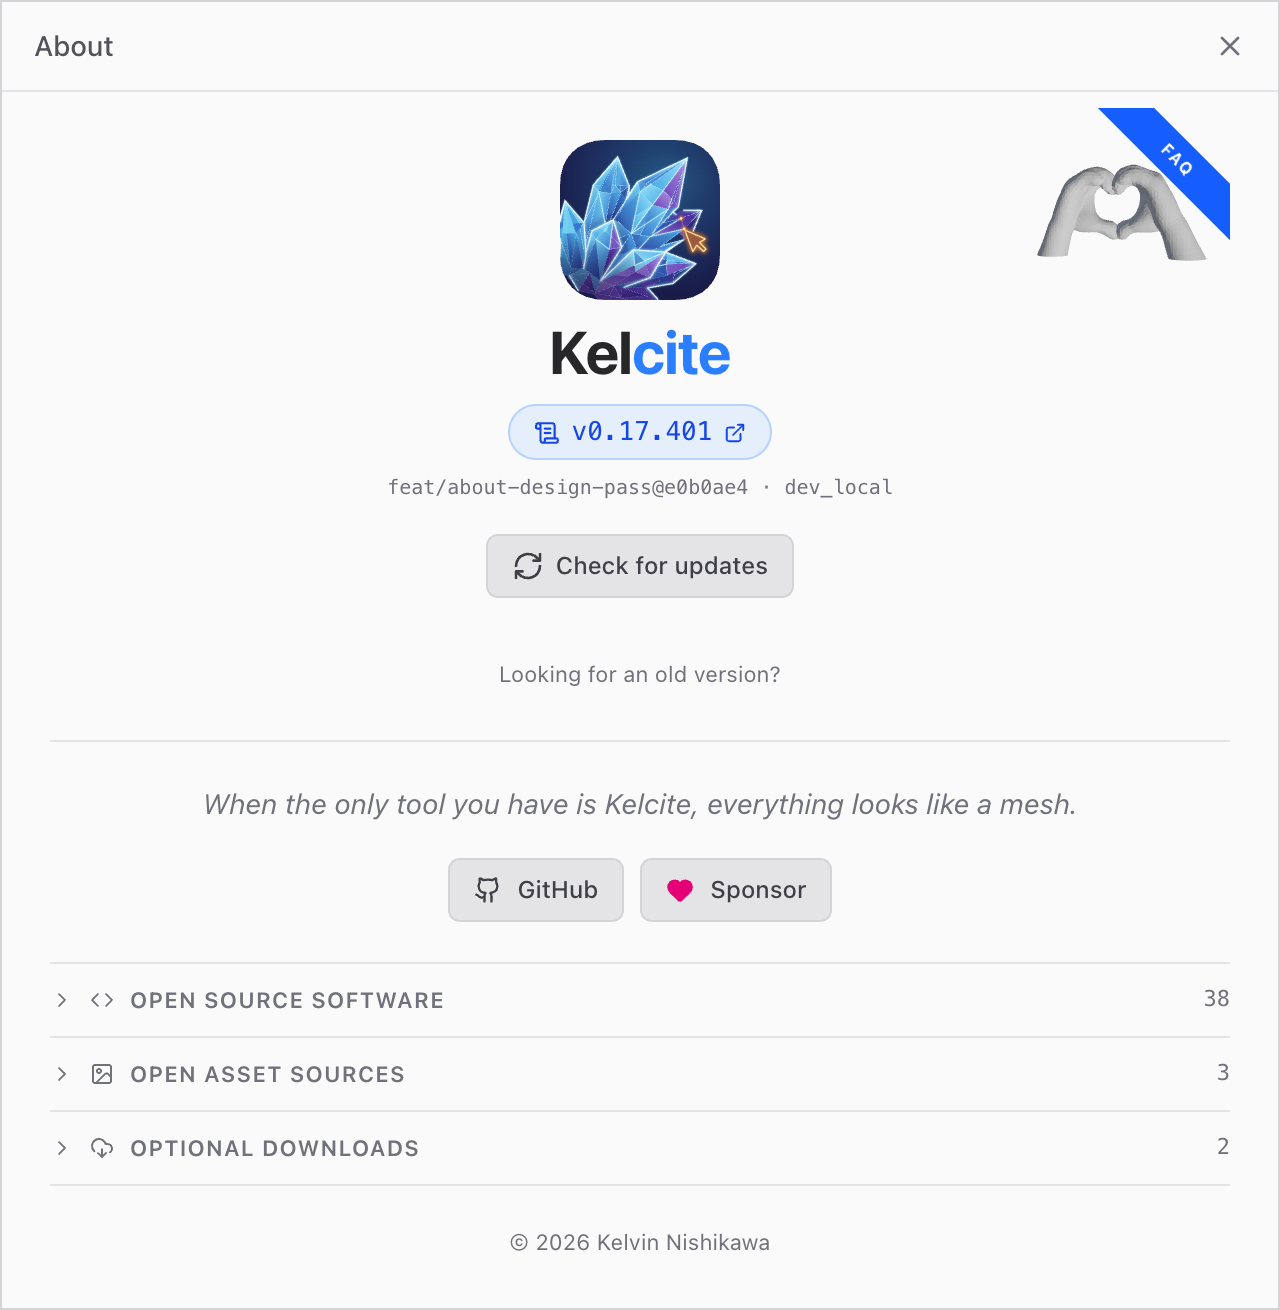 About
FAQ
Kelcite
v0.17.401
feat/about-design-pass@e0b0ae4 · dev_local
Check for updates
Looking for an old version?
When the only tool you have is Kelcite, everything looks like a mesh.
GitHub
Sponsor
OPEN SOURCE SOFTWARE 38
OPEN ASSET SOURCES 3
OPTIONAL DOWNLOADS 2
© 2026 Kelvin Nishikawa